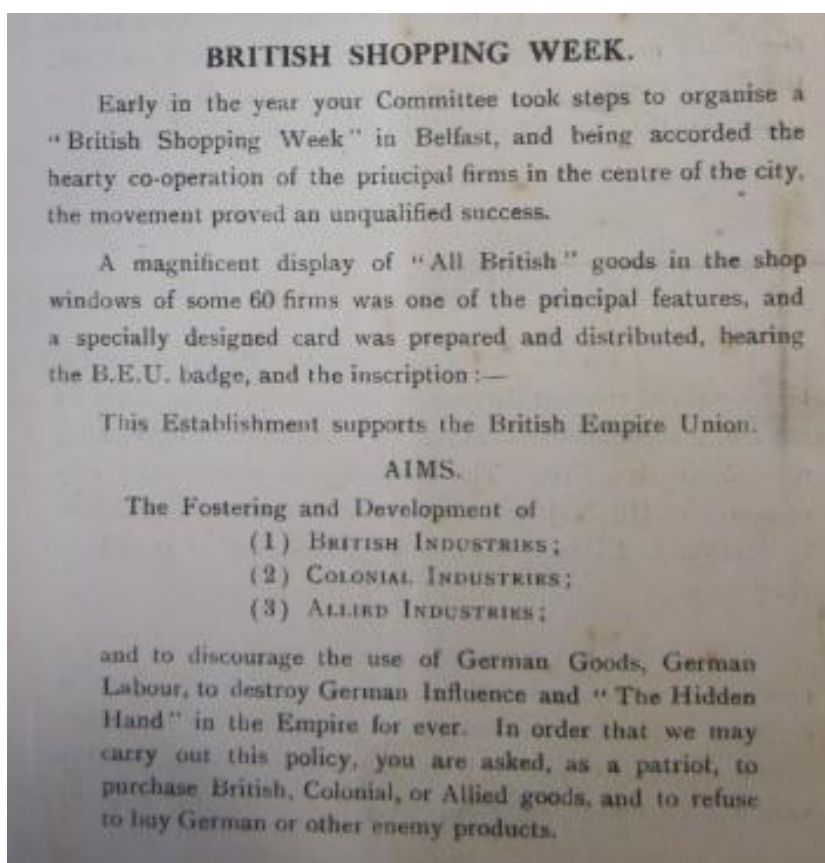 BRITISH SHOPPING WEEK.
Early in the year your Committee took steps to organise a
"British Shopping Week" in Belfast, and being accorded the
hearty co-operation of the principal firms in the centre of the city,
the movement proved an unqualified success.
A magnificent display of "All British" goods in the shop
windows of some 60 firms was one of the principal features, and
a specially designed card was prepared and distributed, bearing
the B.E.U. badge, and the inscription :—
This Establishment supports the British Empire Union.
AIMS.
The Fostering and Development of
(1) BRITISH INDUSTRIES;
(2) COLONIAL INDUSTRIES;
(3) ALLIED INDUSTRIES;
and to discourage the use of German Goods, German
Labour, to destroy German Influence and "The Hidden
Hand" in the Empire for ever. In order that we may
carry out this policy, you are asked, as a patriot, to
purchase British, Colonial, or Allied goods, and to refuse
to buy German or other enemy products.